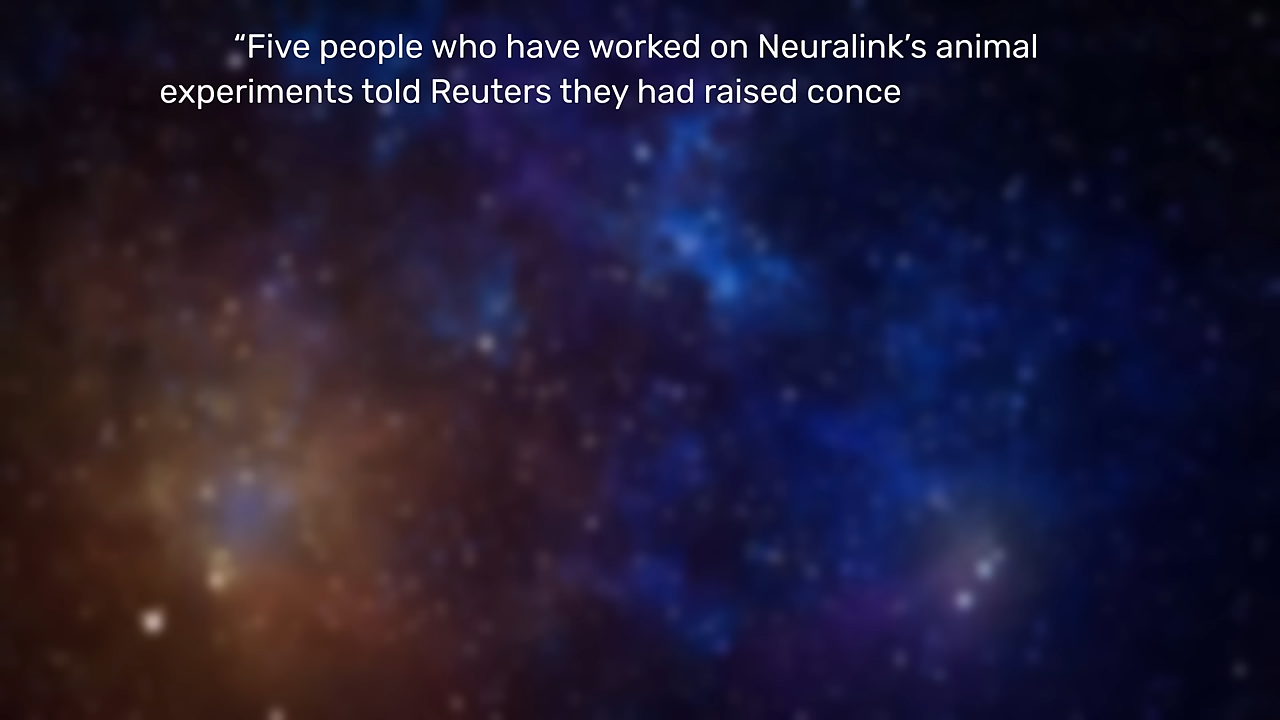 “Five people who have worked on Neuralink’s animal
experiments told Reuters they had raised conce